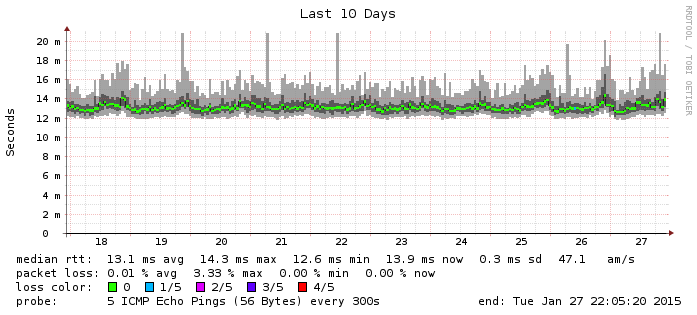 Last 10 Days
RRDTOOL / TOBI OETIKER
Seconds
20 m
18 m
16 m
14 m
12 m
10 m
8 m
6 m
4 m
2 m
0
18 19 20 21 22 23 24 25 26 27
median rtt: 13.1 ms avg 14.3 ms max 12.6 ms min 13.9 ms now 0.3 ms sd 47.1 am/s
packet loss: 0.01 % avg 3.33 % max 0.00 % min 0.00 % now
loss color: 0 1/5 2/5 3/5 4/5
probe: 5 ICMP Echo Pings (56 Bytes) every 300s end: Tue Jan 27 22:05:20 2015